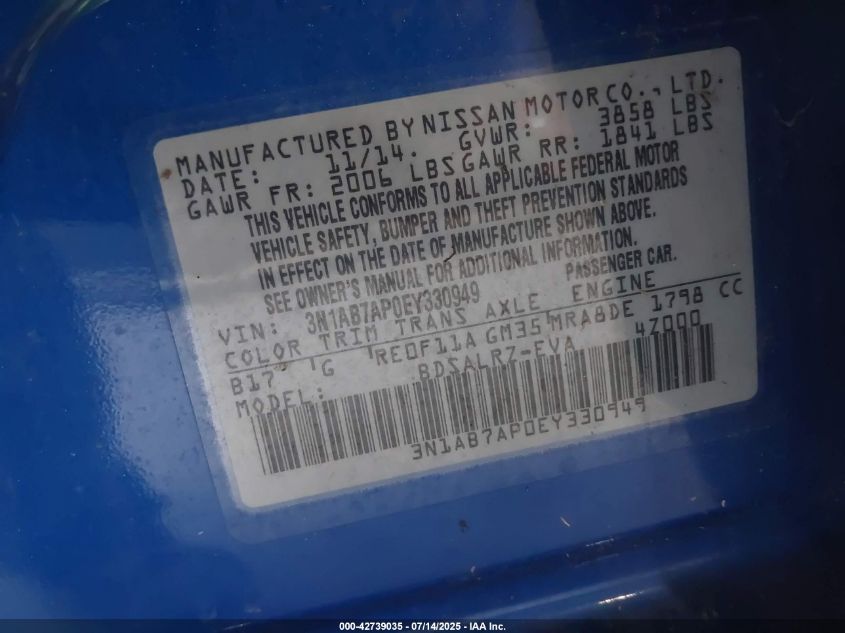 MANUFACTURED BY NISSAN MOTOR CO., LTD.
DATE: 11/14. GVWR: 3858 LBS
GAWR FR: 2006 LBS GAWR RR: 1841 LBS
THIS VEHICLE CONFORMS TO ALL APPLICABLE FEDERAL MOTOR
VEHICLE SAFETY, BUMPER AND THEFT PREVENTION STANDARDS
IN EFFECT ON THE DATE OF MANUFACTURE SHOWN ABOVE.
SEE OWNER'S MANUAL FOR ADDITIONAL INFORMATION.
VIN: 3N1AB7AP0EY330949 PASSENGER CAR.
COLOR TRIM TRANS AXLE ENGINE
B17 G RE0F11A GM35 MRA8DE 1798 CC
MODEL: BDSALRZ-EVA 47000
3N1AB7AP0EY330949
000-42739035 - 07/14/2025 - IAA Inc.